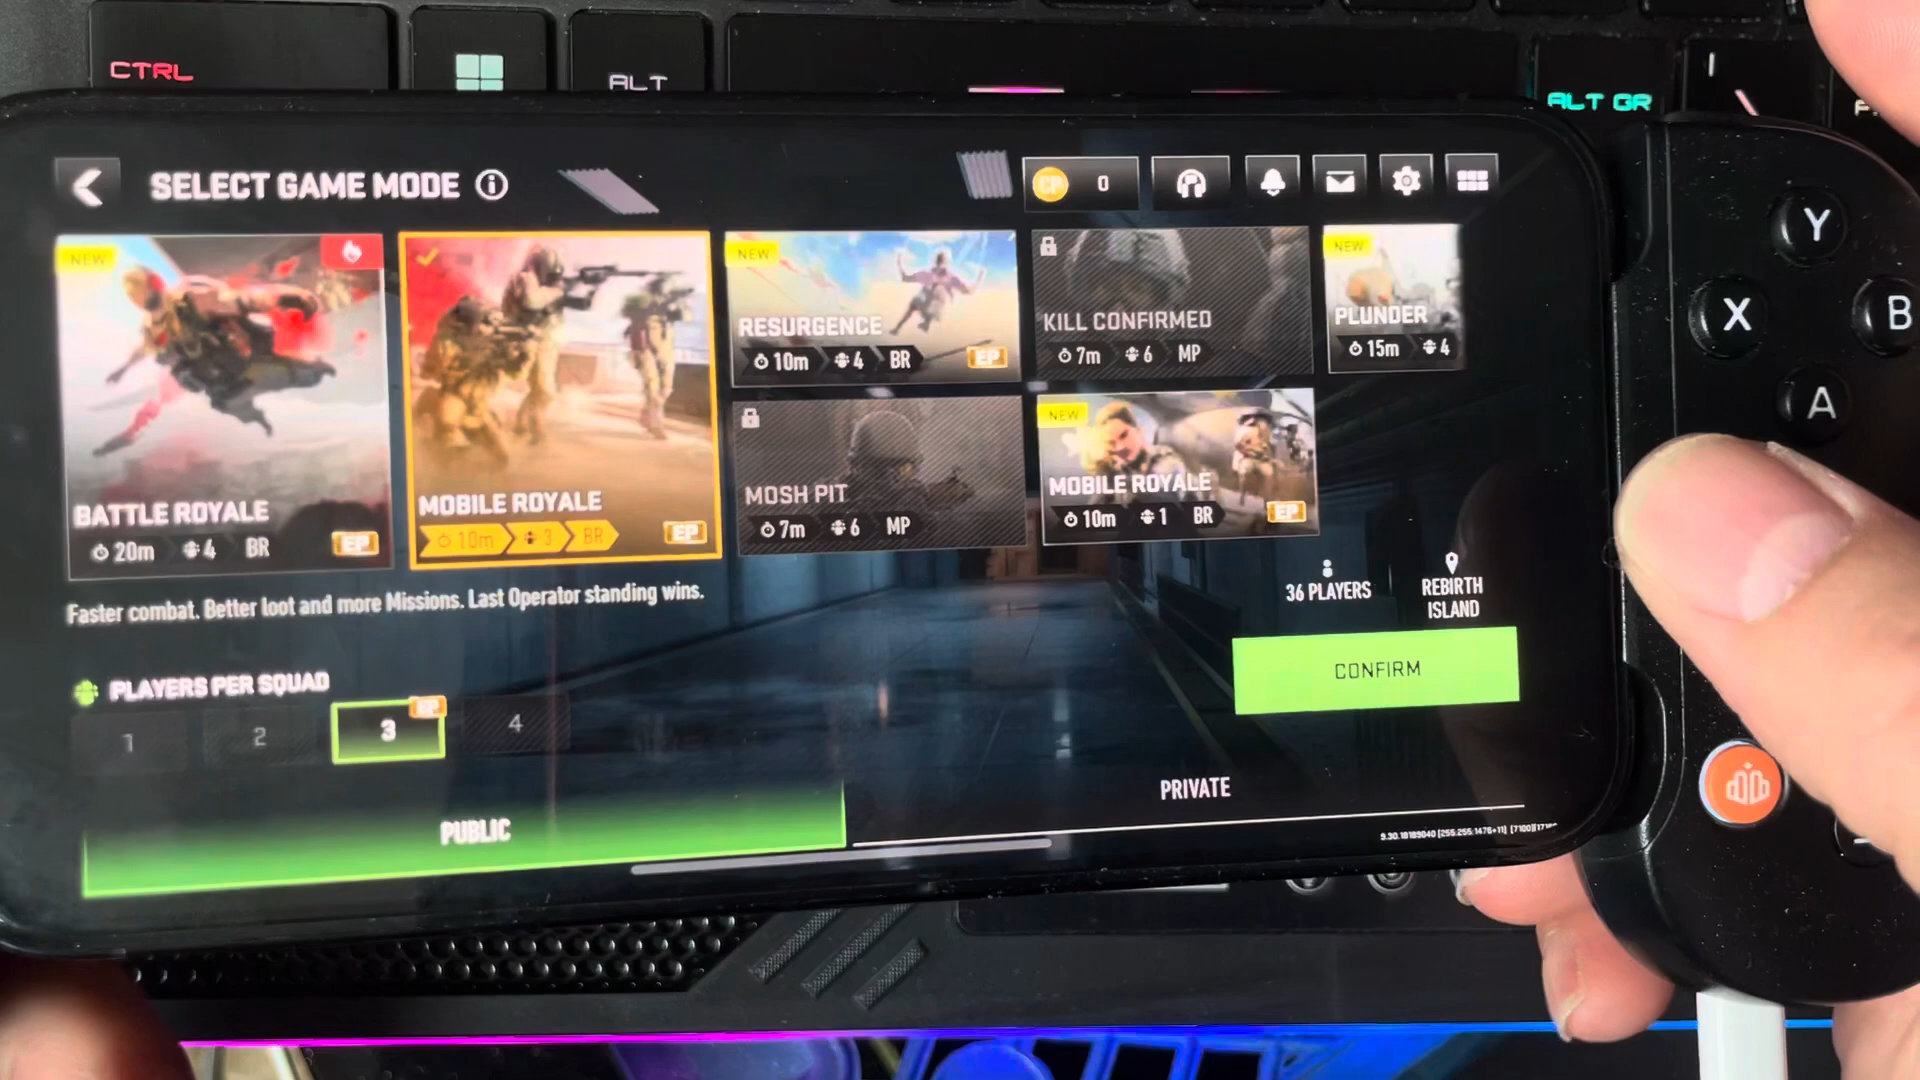 CTRL
ALT
ALT GR
SELECT GAME MODE
CP 0
NEW
BATTLE ROYALE
20m 4 BR EP
MOBILE ROYALE
10m 3 BR EP
NEW
RESURGENCE
10m 4 BR EP
KILL CONFIRMED
7m 6 MP
NEW
PLUNDER
15m 4
MOSH PIT
7m 6 MP
NEW
MOBILE ROYALE
10m 1 BR EP
Faster combat. Better loot and more Missions. Last Operator standing wins.
36 PLAYERS
REBIRTH
ISLAND
CONFIRM
PLAYERS PER SQUAD
1 2 3 EP 4
PUBLIC
PRIVATE
Y
X
B
A